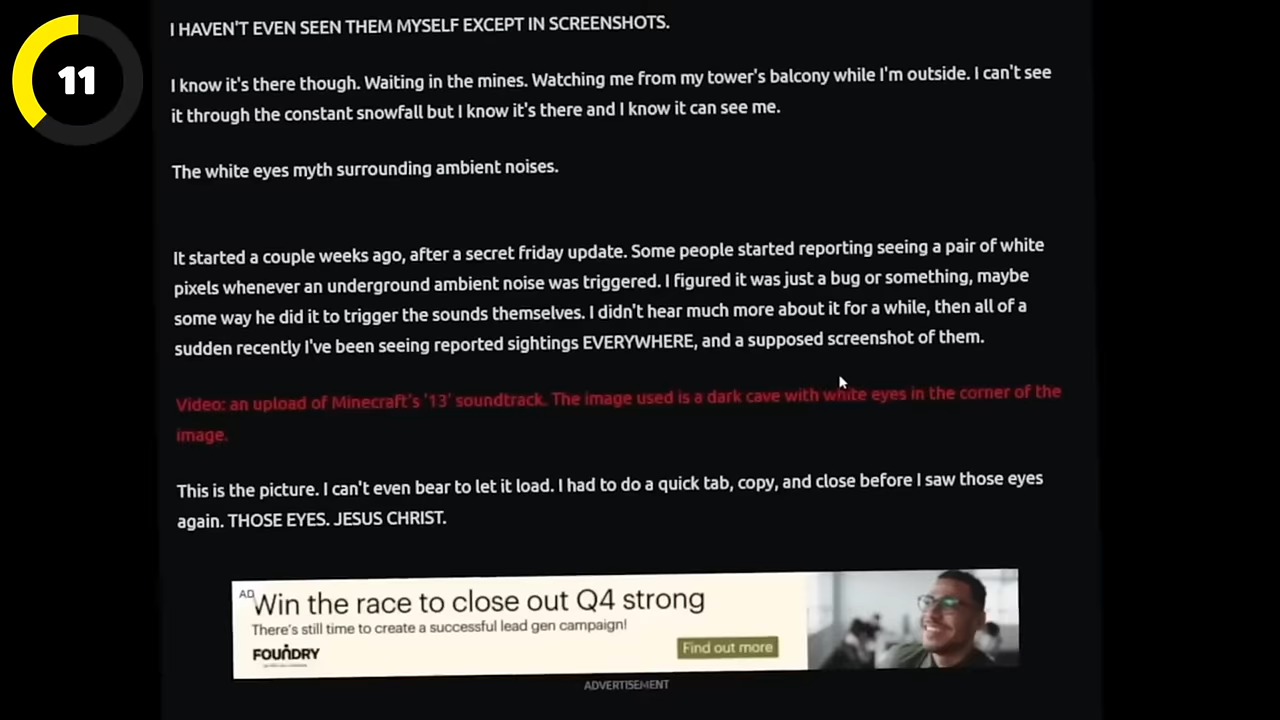 11
I HAVEN'T EVEN SEEN THEM MYSELF EXCEPT IN SCREENSHOTS.
I know it's there though. Waiting in the mines. Watching me from my tower's balcony while I'm outside. I can't see
it through the constant snowfall but I know it's there and I know it can see me.
The white eyes myth surrounding ambient noises.
It started a couple weeks ago, after a secret friday update. Some people started reporting seeing a pair of white
pixels whenever an underground ambient noise was triggered. I figured it was just a bug or something, maybe
some way he did it to trigger the sounds themselves. I didn't hear much more about it for a while, then all of a
sudden recently I've been seeing reported sightings EVERYWHERE, and a supposed screenshot of them.
Video: an upload of Minecraft's '13' soundtrack. The image used is a dark cave with white eyes in the corner of the
image.
This is the picture. I can't even bear to let it load. I had to do a quick tab, copy, and close before I saw those eyes
again. THOSE EYES. JESUS CHRIST.
AD
Win the race to close out Q4 strong
There's still time to create a successful lead gen campaign!
FOUNDRY
Find out more
ADVERTISEMENT